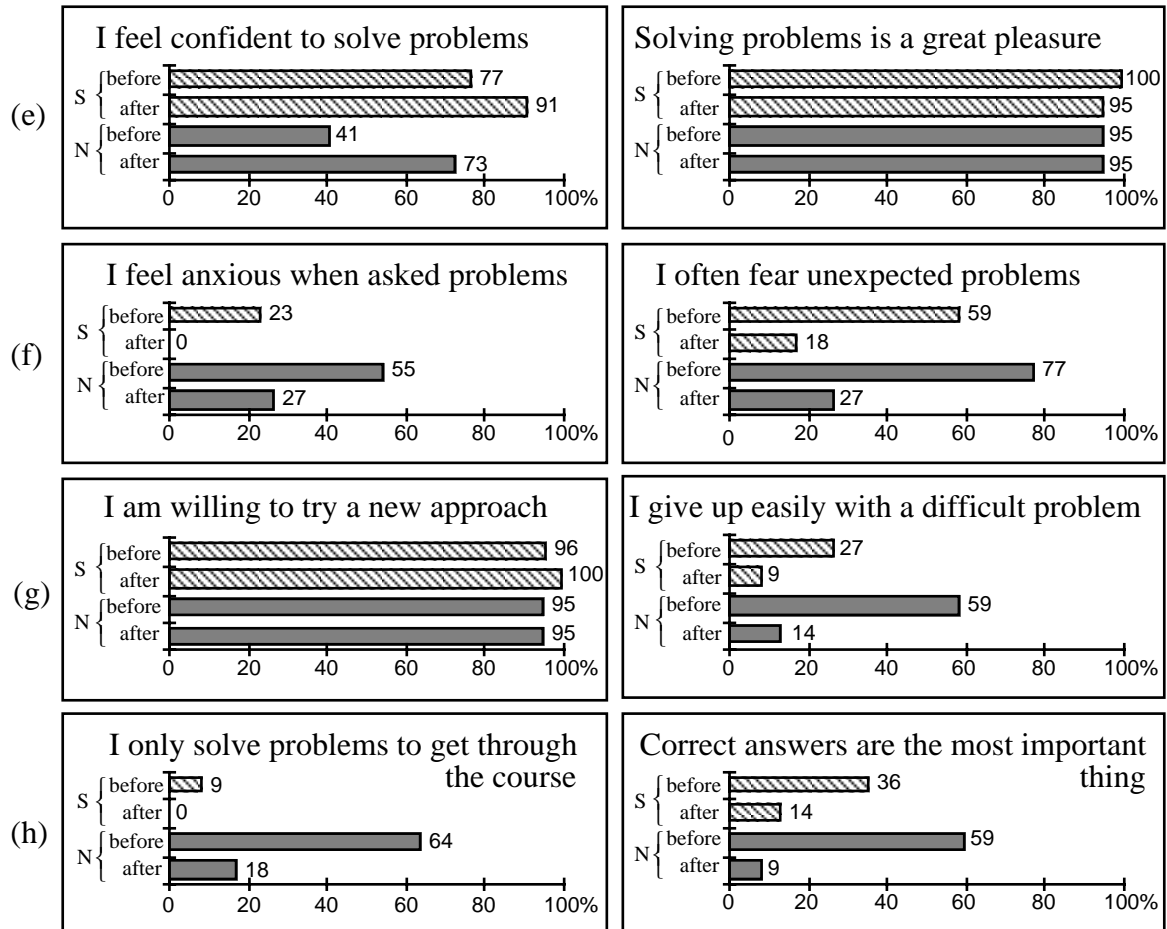 (e)
I feel confident to solve problems
S
before
77
after
91
N
before
41
after
73
0 20 40 60 80 100%
Solving problems is a great pleasure
S
before
100
after
95
N
before
95
after
95
0 20 40 60 80 100%
(f)
I feel anxious when asked problems
S
before
23
after
0
N
before
55
after
27
0 20 40 60 80 100%
I often fear unexpected problems
S
before
59
after
18
N
before
77
after
27
0 20 40 60 80 100%
(g)
I am willing to try a new approach
S
before
96
after
100
N
before
95
after
95
0 20 40 60 80 100%
I give up easily with a difficult problem
S
before
27
after
9
N
before
59
after
14
0 20 40 60 80 100%
(h)
I only solve problems to get through
the course
S
before
9
after
0
N
before
64
after
18
0 20 40 60 80 100%
Correct answers are the most important
thing
S
before
36
after
14
N
before
59
after
9
0 20 40 60 80 100%